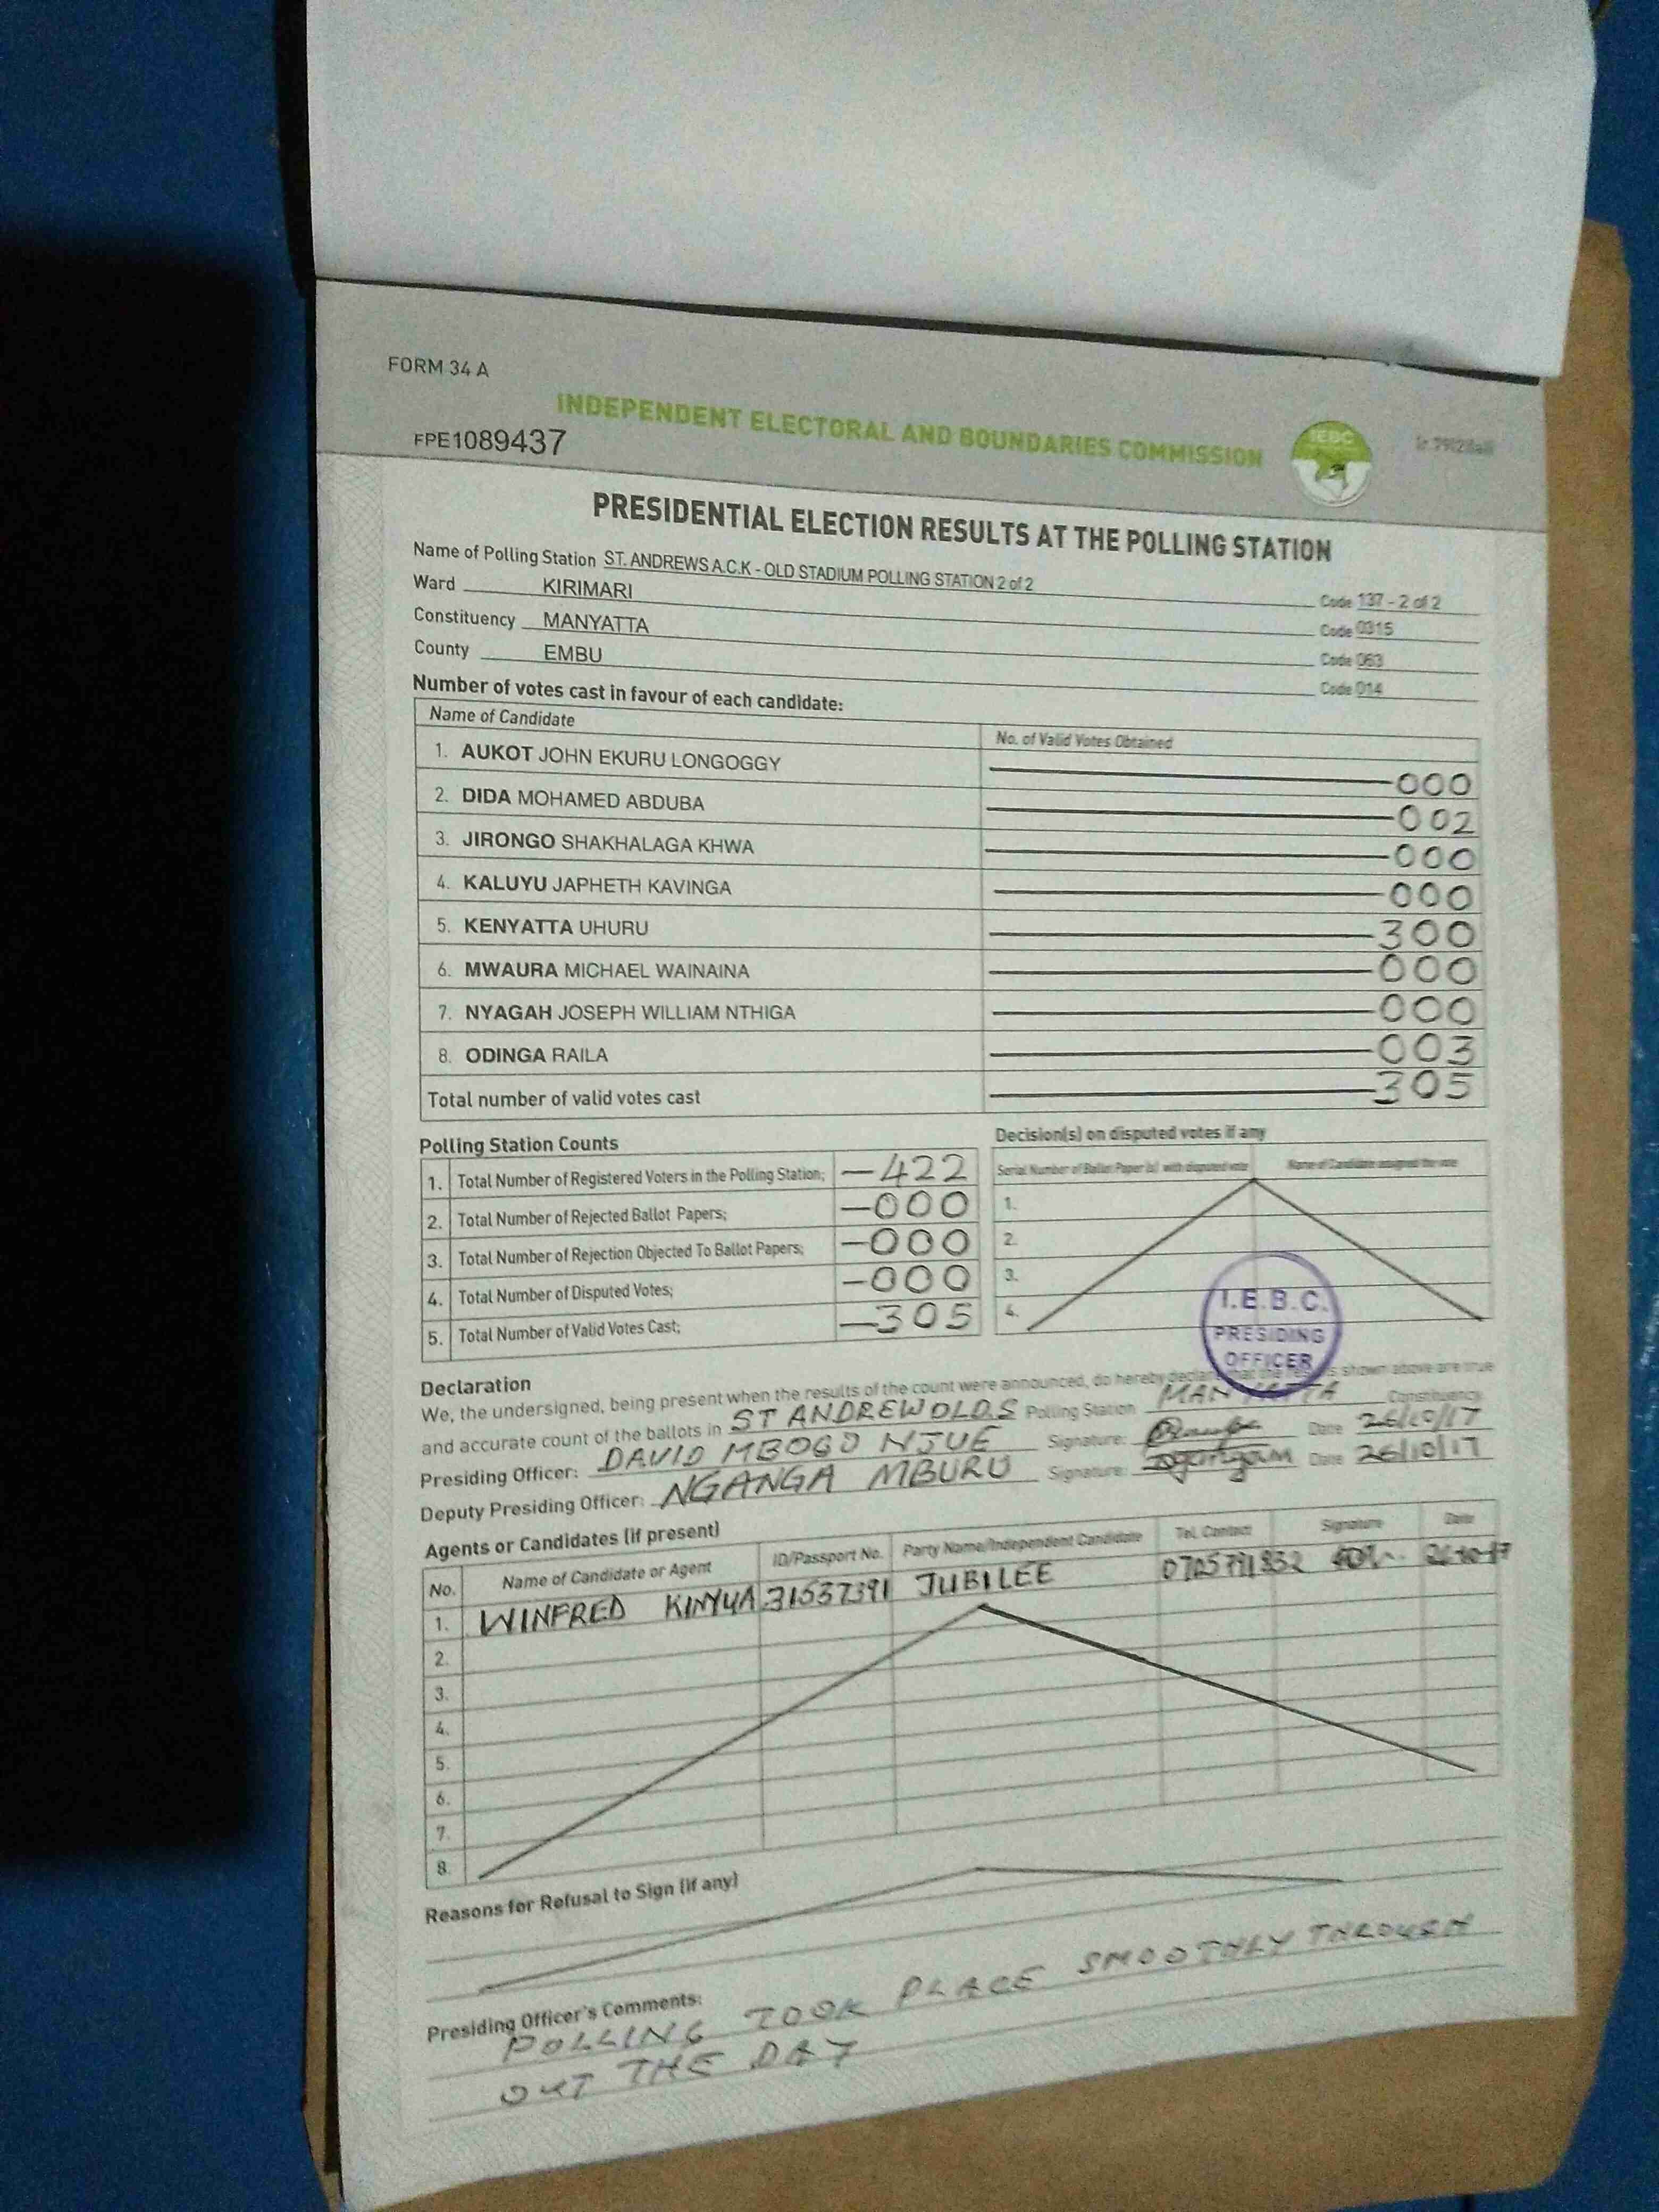 FORM 34 A
INDEPENDENT ELECTORAL AND BOUNDARIES COMMISSION
IEBC
FPE1089437
PRESIDENTIAL ELECTION RESULTS AT THE POLLING STATION
Name of Polling Station ST. ANDREWS A.C.K - OLD STADIUM POLLING STATION 2 of 2 Code 137 - 2 of 2
Ward KIRIMARI Code 0315
Constituency MANYATTA Code 063
County EMBU Code 014
Number of votes cast in favour of each candidate:
Name of Candidate No. of Valid Votes Obtained
1. AUKOT JOHN EKURU LONGOGGY 000
2. DIDA MOHAMED ABDUBA 002
3. JIRONGO SHAKHALAGA KHWA 000
4. KALUYU JAPHETH KAVINGA 000
5. KENYATTA UHURU 300
6. MWAURA MICHAEL WAINAINA 000
7. NYAGAH JOSEPH WILLIAM NTHIGA 000
8. ODINGA RAILA 003
Total number of valid votes cast 305
Polling Station Counts
1. Total Number of Registered Voters in the Polling Station; 422
2. Total Number of Rejected Ballot Papers; 000
3. Total Number of Rejection Objected To Ballot Papers; 000
4. Total Number of Disputed Votes; 000
5. Total Number of Valid Votes Cast; 305
Decision(s) on disputed votes if any
Serial Number of Ballot Paper (s) with disputed vote Name of Candidate assigned the vote
1.
2.
3.
4.
I.E.B.C.
PRESIDING
OFFICER
Declaration
We, the undersigned, being present when the results of the count were announced, do hereby declare that the results shown above are true
and accurate count of the ballots in ST ANDREW OLD.S Polling Station MANYATTA Constituency
Presiding Officer: DAVID MBOGO NJUE Signature: Date 26/10/17
Deputy Presiding Officer: NGANGA MBURU Signature: Date 26/10/17
Agents or Candidates (if present)
No. Name of Candidate or Agent ID/Passport No. Party Name/Independent Candidate Tel. Contact Signature Date
1. WINFRED KINYUA 31537391 JUBILEE 0705791832 26-10-17
2.
3.
4.
5.
6.
7.
8.
Reasons for Refusal to Sign (if any)
Presiding Officer's Comments:
POLLING TOOK PLACE SMOOTHLY THROUGH
OUT THE DAY